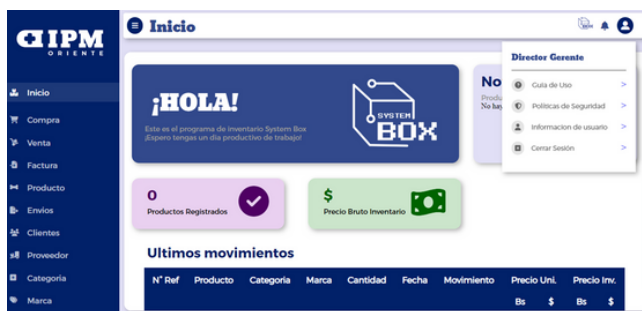 IPM
ORIENTE
Inicio
Compra
Venta
Factura
Producto
Envios
Clientes
Proveedor
Categoria
Marca
Inicio
¡HOLA!
Este es el programa de inventario System Box
¡Espero tengas un día productivo de trabajo!
SYSTEM
BOX
No
Produ
No hay
Director Gerente
Guia de Uso >
Politicas de Seguridad >
Informacion de usuario >
Cerrar Sesión >
0
Productos Registrados
$
Precio Bruto Inventario
Ultimos movimientos
N° Ref Producto Categoria Marca Cantidad Fecha Movimiento Precio Uni. Precio Inv.
Bs $ Bs $